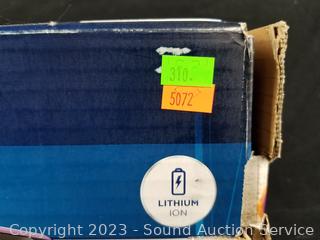 310.
5072
LITHIUM
ION
Copyright 2023 - Sound Auction Service